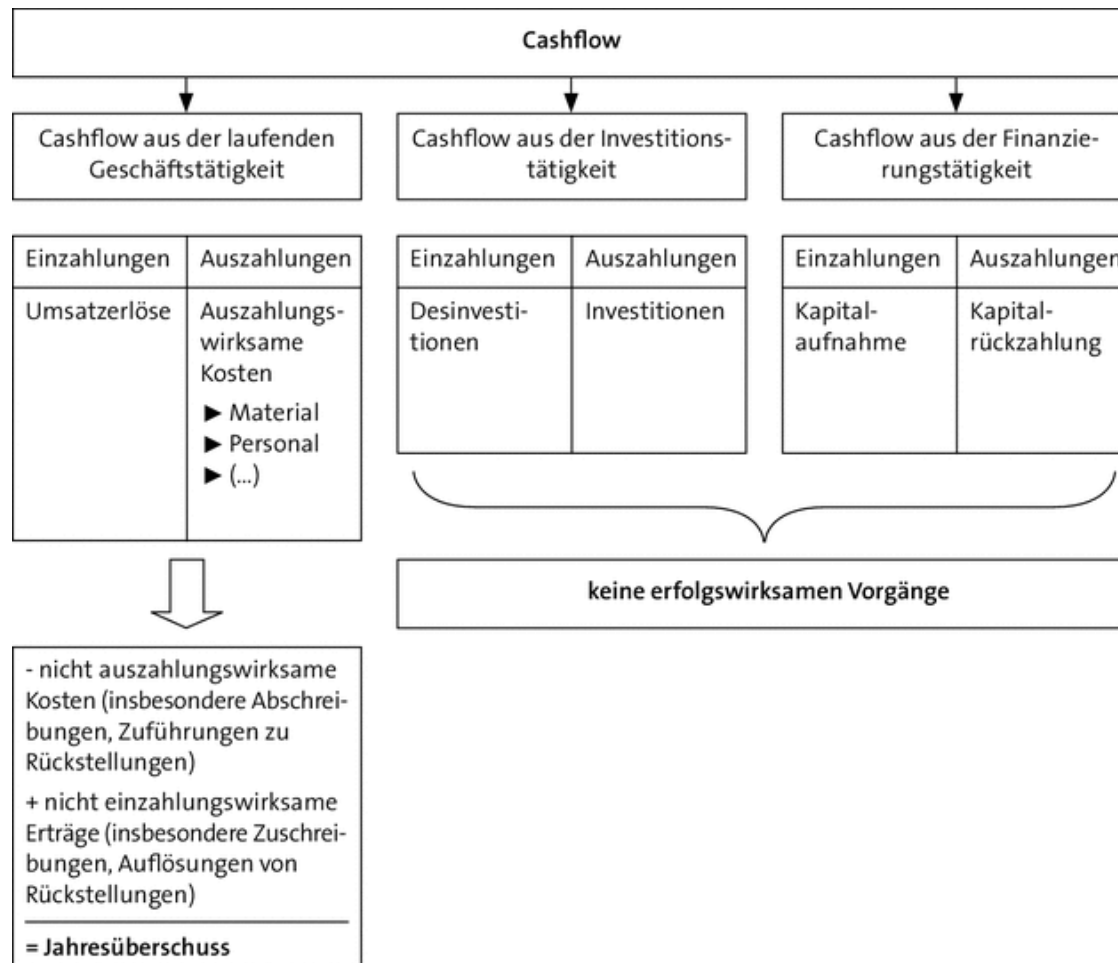 Cashflow
Cashflow aus der laufenden
Geschäftstätigkeit
Cashflow aus der Investitions-
tätigkeit
Cashflow aus der Finanzie-
rungstätigkeit
Einzahlungen
Auszahlungen
Umsatzerlöse
Auszahlungs-
wirksame
Kosten
► Material
► Personal
► (...)
Einzahlungen
Auszahlungen
Desinvesti-
tionen
Investitionen
Einzahlungen
Auszahlungen
Kapital-
aufnahme
Kapital-
rückzahlung
keine erfolgswirksamen Vorgänge
- nicht auszahlungswirksame
Kosten (insbesondere Abschrei-
bungen, Zuführungen zu
Rückstellungen)
+ nicht einzahlungswirksame
Erträge (insbesondere Zuschrei-
bungen, Auflösungen von
Rückstellungen)
= Jahresüberschuss